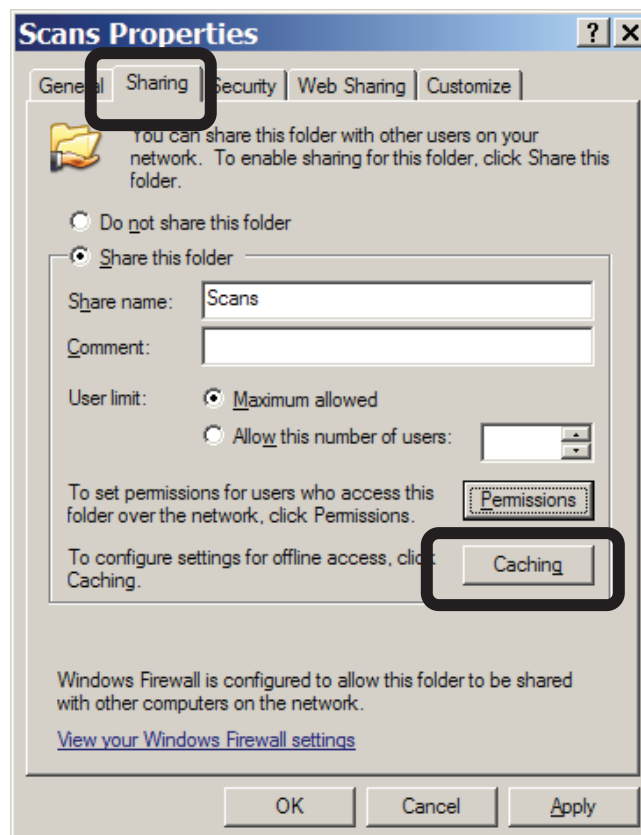 Scans Properties
General Sharing Security Web Sharing Customize
You can share this folder with other users on your
network. To enable sharing for this folder, click Share this
folder.
Do not share this folder
Share this folder
Share name: Scans
Comment:
User limit: Maximum allowed
Allow this number of users:
To set permissions for users who access this
folder over the network, click Permissions.
Permissions
To configure settings for offline access, click
Caching.
Caching
Windows Firewall is configured to allow this folder to be shared
with other computers on the network.
View your Windows Firewall settings
OK Cancel Apply